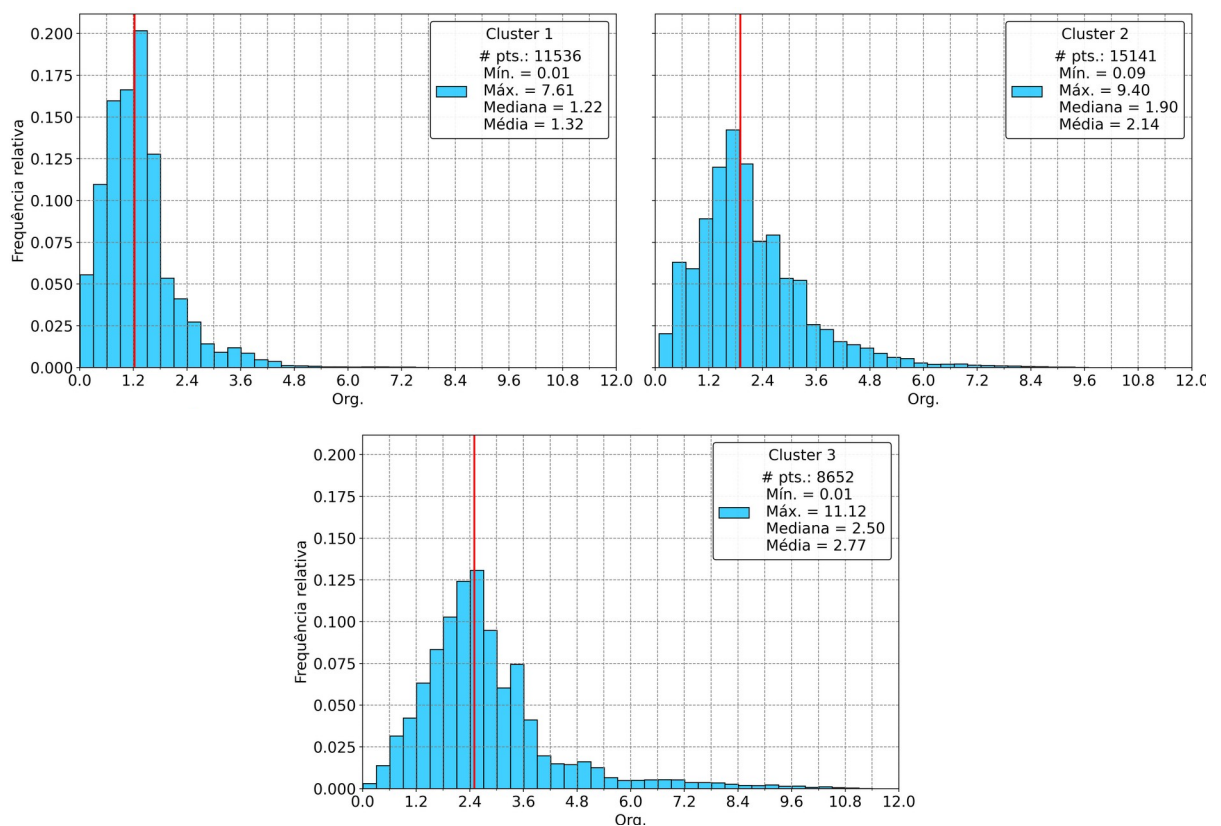 Cluster 1
# pts.: 11536
Mín. = 0.01
Máx. = 7.61
Mediana = 1.22
Média = 1.32
Frequência relativa
0.200
0.175
0.150
0.125
0.100
0.075
0.050
0.025
0.000
0.0 1.2 2.4 3.6 4.8 6.0 7.2 8.4 9.6 10.8 12.0
Org.
Cluster 2
# pts.: 15141
Mín. = 0.09
Máx. = 9.40
Mediana = 1.90
Média = 2.14
0.0 1.2 2.4 3.6 4.8 6.0 7.2 8.4 9.6 10.8 12.0
Org.
Cluster 3
# pts.: 8652
Mín. = 0.01
Máx. = 11.12
Mediana = 2.50
Média = 2.77
Frequência relativa
0.200
0.175
0.150
0.125
0.100
0.075
0.050
0.025
0.000
0.0 1.2 2.4 3.6 4.8 6.0 7.2 8.4 9.6 10.8 12.0
Org.